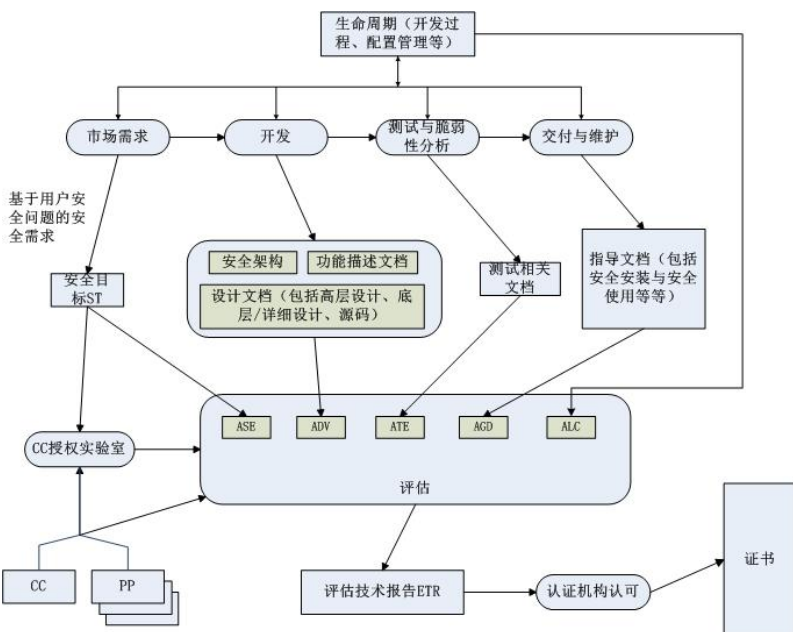 生命周期（开发过
程、配置管理等）
市场需求
开发
测试与脆弱
性分析
交付与维护
基于用户安
全问题的安
全需求
安全架构
功能描述文档
设计文档（包括高层设计、底
层/详细设计、源码）
安全目
标ST
测试相关
文档
指导文档（包括
安全安装与安全
使用等等）
ASE
ADV
ATE
AGD
ALC
CC授权实验室
评估
CC
PP
评估技术报告ETR
认证机构认可
证书